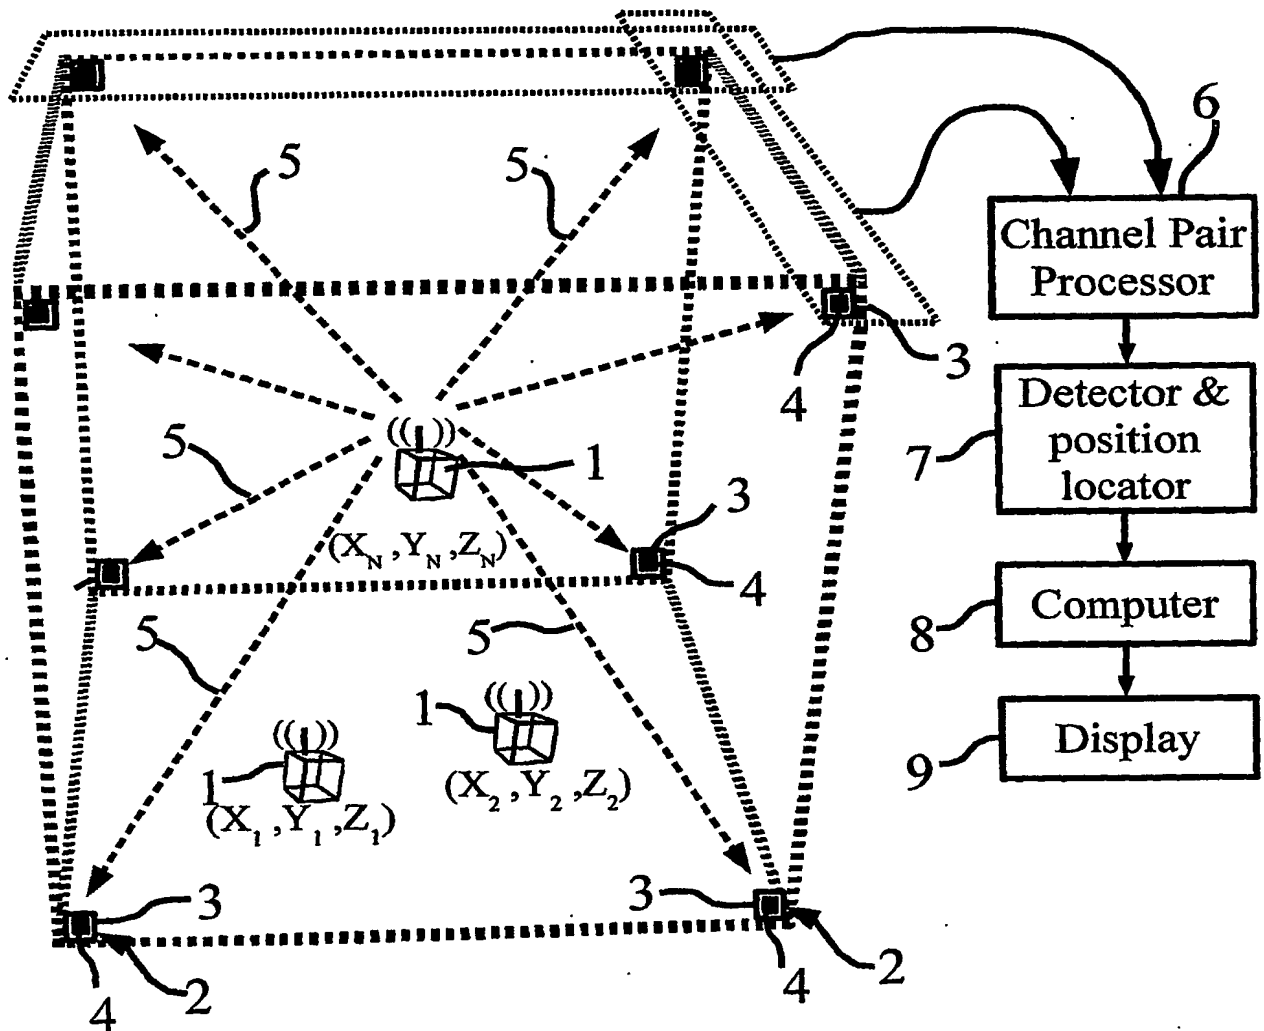 6
5
5
Channel Pair
Processor
4
3
Detector &
position
locator
7
((  ))
1
5
3
(X_N ,Y_N ,Z_N)
4
Computer
8
5
5
((  ))
1
((  ))
1
(X_2 ,Y_2 ,Z_2)
(X_1 ,Y_1 ,Z_1)
Display
9
3
3
4
2
4
2